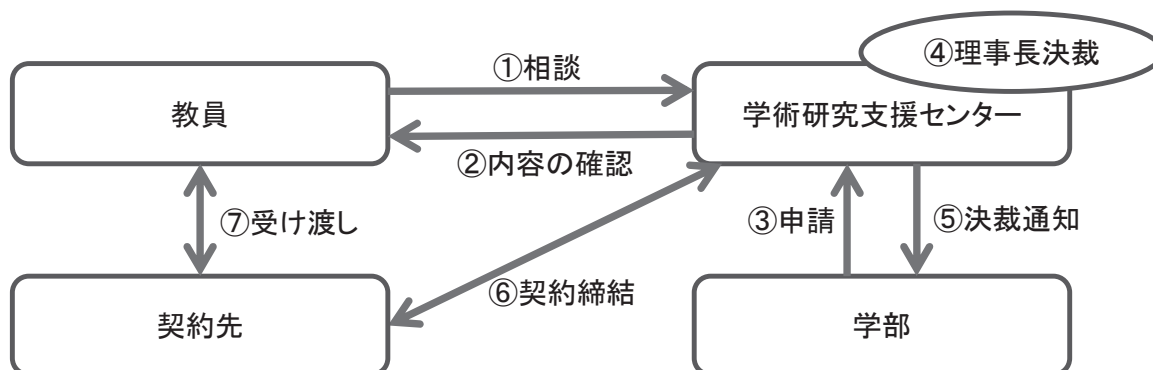 ④理事長決裁
①相談
教員
学術研究支援センター
②内容の確認
⑦受け渡し
③申請
⑤決裁通知
⑥契約締結
契約先
学部